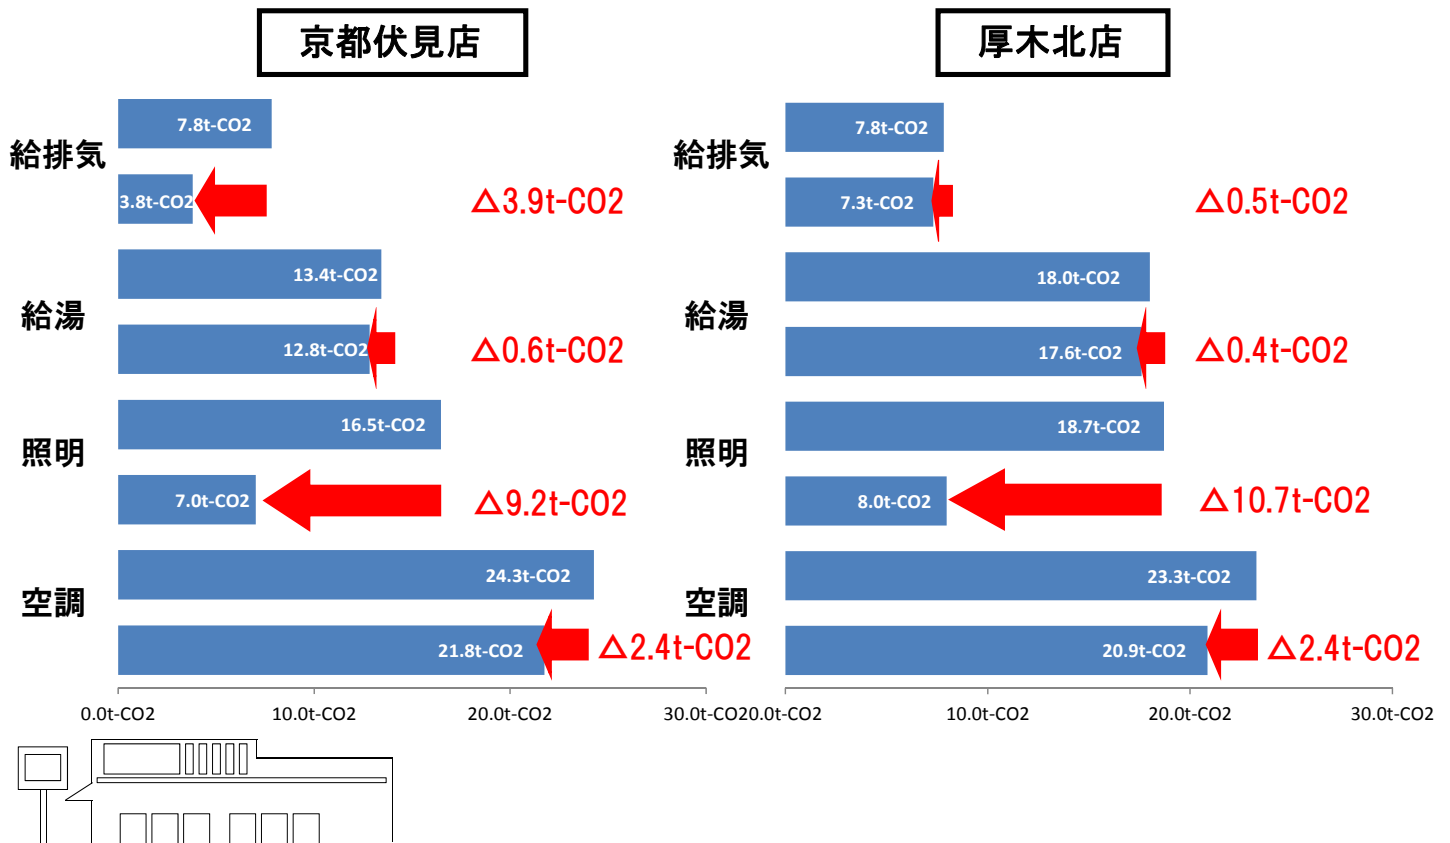 京都伏見店
給排気
7.8t-CO2
3.8t-CO2
△3.9t-CO2
給湯
13.4t-CO2
12.8t-CO2
△0.6t-CO2
照明
16.5t-CO2
7.0t-CO2
△9.2t-CO2
空調
24.3t-CO2
21.8t-CO2
△2.4t-CO2
0.0t-CO2
10.0t-CO2
20.0t-CO2
30.0t-CO2
厚木北店
給排気
7.8t-CO2
7.3t-CO2
△0.5t-CO2
給湯
18.0t-CO2
17.6t-CO2
△0.4t-CO2
照明
18.7t-CO2
8.0t-CO2
△10.7t-CO2
空調
23.3t-CO2
20.9t-CO2
△2.4t-CO2
0.0t-CO2
10.0t-CO2
20.0t-CO2
30.0t-CO2